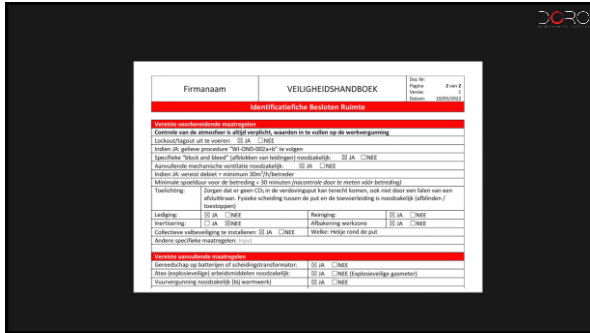 DCRO
Firmanaam
VEILIGHEIDSHANDBOEK
Doc Nr:
Pagina 2 van 2
Versie: 1
Datum: 10/03/2022
Identificatiefiche Besloten Ruimte
Vereiste voorbereidende maatregelen
Controle van de atmosfeer is altijd verplicht, waarden in te vullen op de werkvergunning
Lockout/tagout uit te voeren: ☒ JA ☐NEE
Indien JA: gelieve procedure "WI-OND-002a+b" te volgen
Specifieke "block and bleed" (afblokken van leidingen) noodzakelijk: ☒ JA ☐NEE
Aanvullende mechanische ventilatie noodzakelijk: ☒ JA ☐NEE
Indien JA: vereist debiet = minimum 30m³/h/betreder
Minimale spoelduur voor de betreding = 30 minuten (nacontrole door te meten vóór betreding)
Toelichting: Zorgen dat er geen CO₂ in de verdovingsput kan terecht komen, ook niet door een falen van een
afsluitkraan. Fysieke scheiding tussen de put en de toevoerleiding is noodzakelijk (afblinden /
toestoppen)
Lediging: ☒ JA ☐NEE Reiniging: ☒ JA ☐NEE
Inertisering: ☐ JA ☒NEE Afbakening werkzone ☒ JA ☐NEE
Collectieve valbeveiliging te installeren: ☒ JA ☐NEE Welke: Hekje rond de put
Andere specifieke maatregelen: Input
Vereiste aanvullende maatregelen
Gereedschap op batterijen of scheidingstransformator: ☒ JA ☐NEE
Atex (explosieveilige) arbeidsmiddelen noodzakelijk: ☒ JA ☐NEE (Explosieveilige gasmeter)
Vuurvergunning noodzakelijk (bij warmwerk) ☒ JA ☐NEE